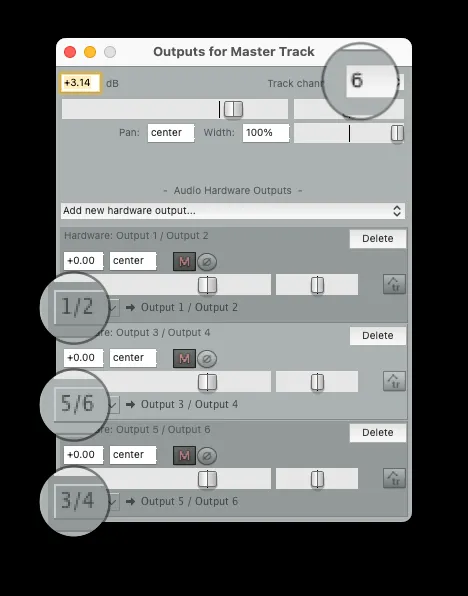 Outputs for Master Track
+3.14 dB Track chan 6
Pan: center Width: 100%
- Audio Hardware Outputs -
Add new hardware output...
Hardware: Output 1 / Output 2 Delete
+0.00 center M ø
tr
1/2 → Output 1 / Output 2
re: Output 3 / Output 4 Delete
+0.00 center M ø
tr
5/6 → Output 3 / Output 4
re: Output 5 / Output 6 Delete
+0.00 center M ø
tr
3/4 → Output 5 / Output 6